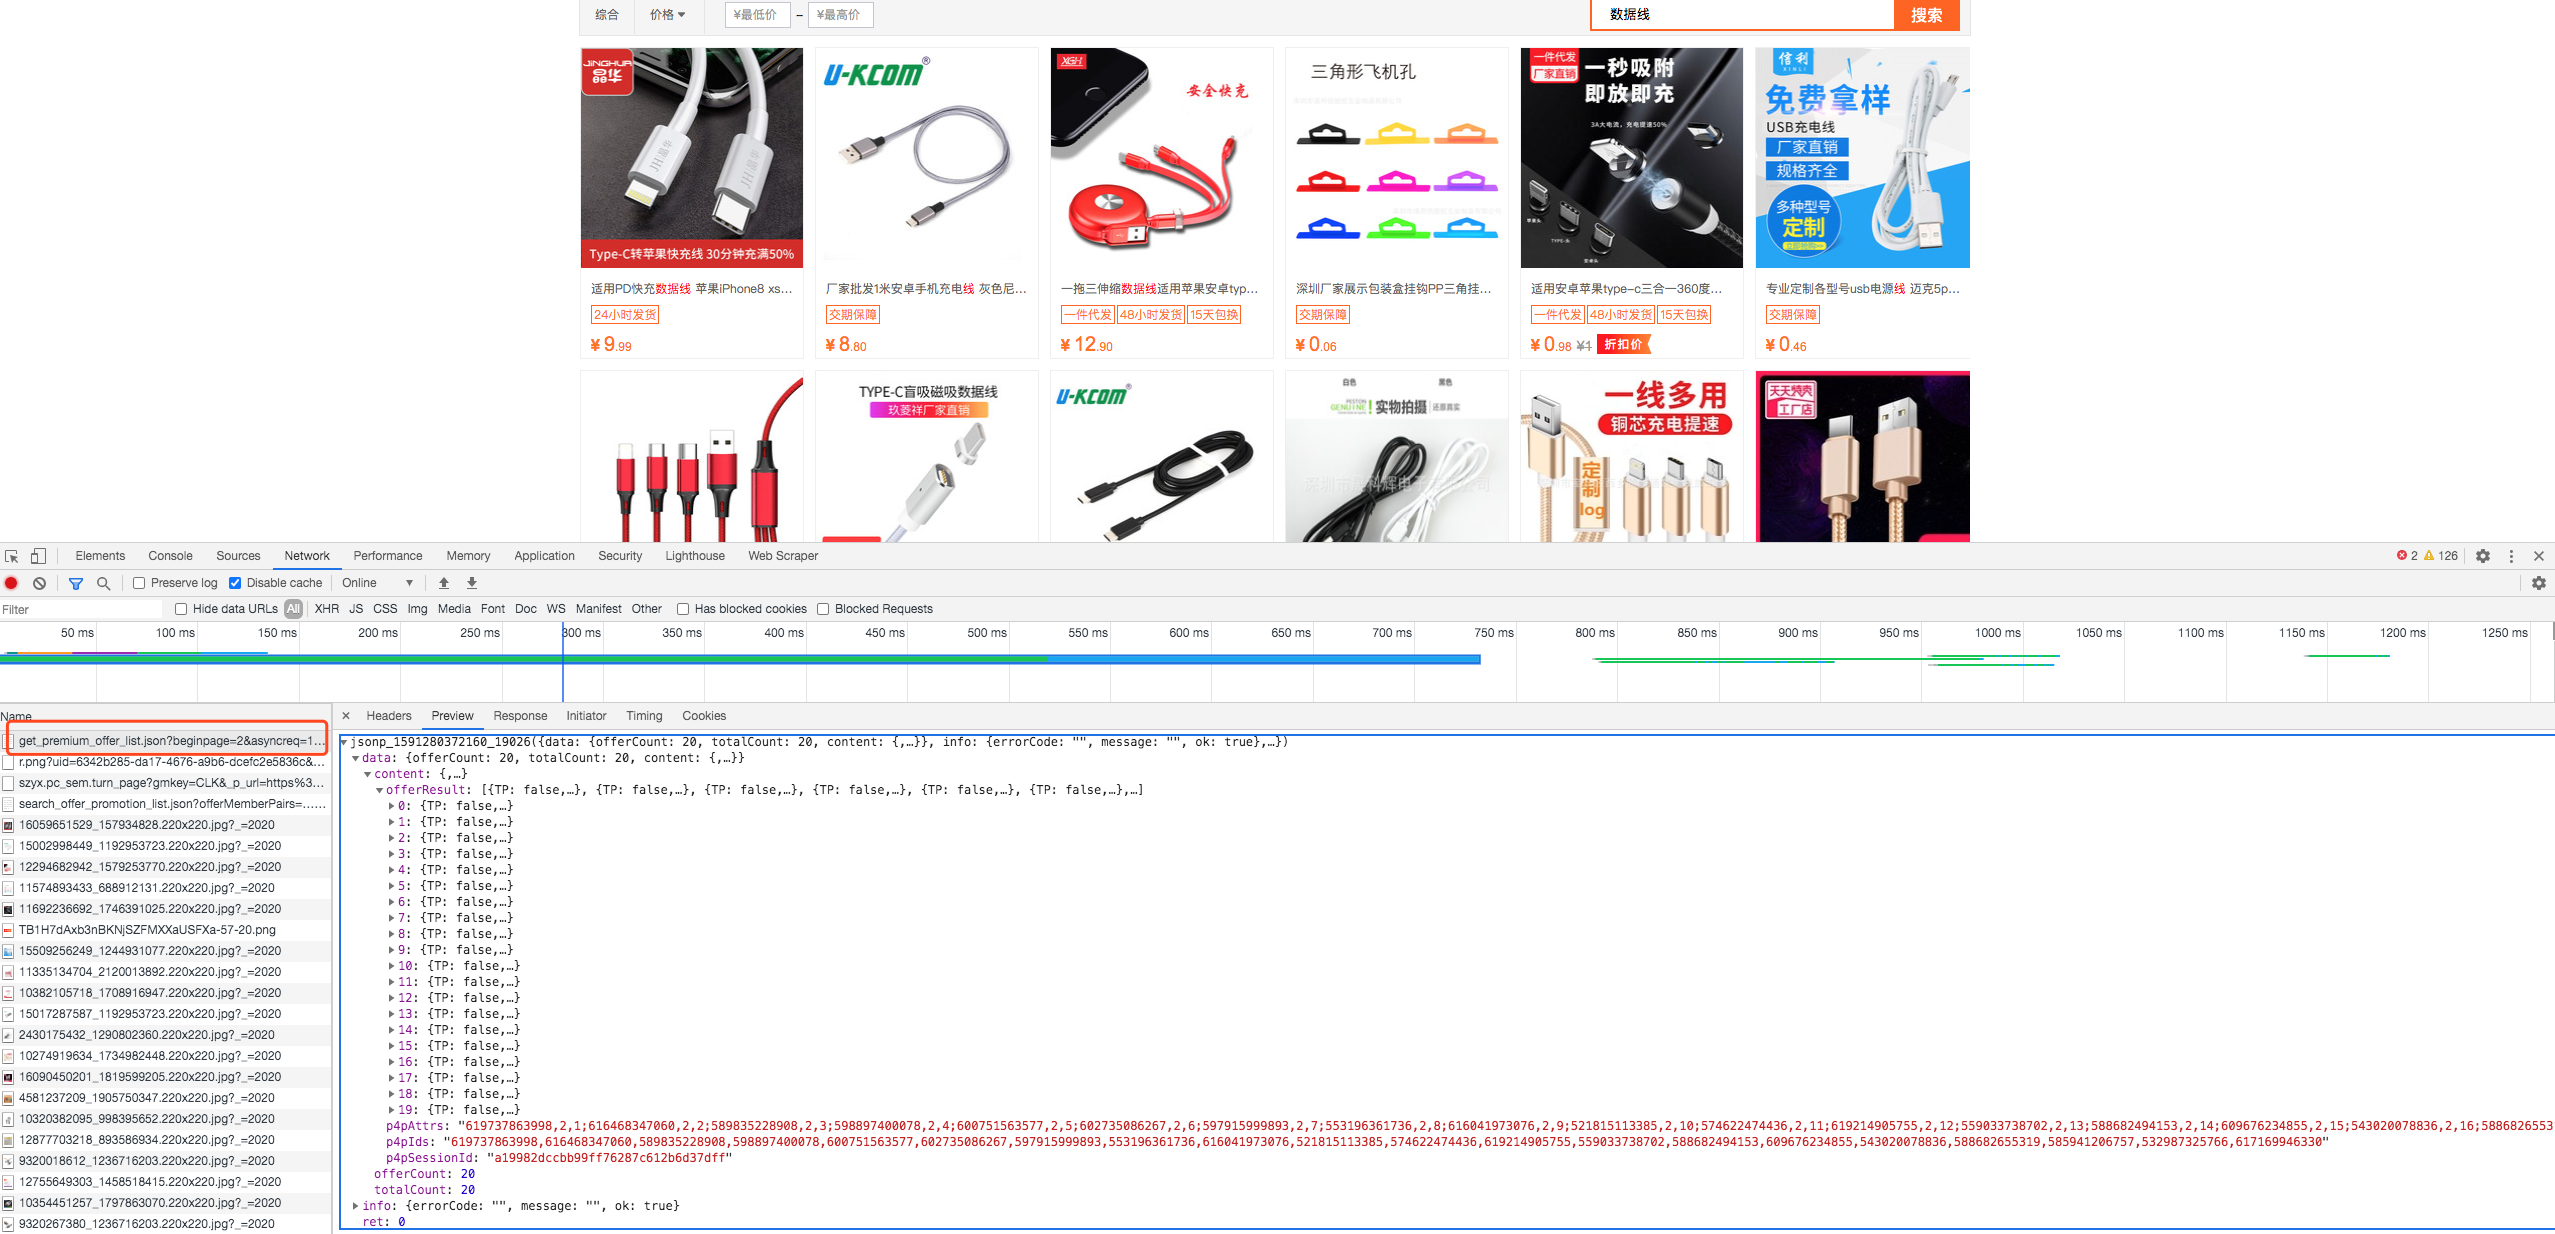 综合 价格 ¥最低价 – ¥最高价 数据线 搜索
JINGHUA
晶华
JH晶华
JH晶华
Type-C转苹果快充线 30分钟充满50%
U-KCOM®
XGH
安全快充
三角形飞机孔
一件代发
厂家直销
一秒吸附
即放即充
3A大电流，充电提速50%
苹果头
TYPE-头
安卓头
信利
XINLI
免费拿样
USB充电线
厂家直销
规格齐全
多种型号
定制
适用PD快充数据线 苹果iPhone8 xs...
厂家批发1米安卓手机充电线 灰色尼...
一拖三伸缩数据线适用苹果安卓typ...
深圳厂家展示包装盒挂钩PP三角挂...
适用安卓苹果type-c三合一360度...
专业定制各型号usb电源线 迈克5p...
24小时发货
交期保障
一件代发 48小时发货 15天包换
交期保障
一件代发 48小时发货 15天包换
交期保障
¥ 9.99
¥ 8.80
¥ 12.90
¥ 0.06
¥ 0.98 ¥1 折扣价
¥ 0.46
TYPE-C盲吸磁吸数据线
玖菱祥厂家直销
U-KCOM®
白色 黑色
PESTON
GENUINE! 实物拍摄 还原真实
一线多用
铜芯充电提速
定制
log
天天特卖
工厂店
Elements Console Sources Network Performance Memory Application Security Lighthouse Web Scraper 2 126
Preserve log Disable cache Online
Filter Hide data URLs All XHR JS CSS Img Media Font Doc WS Manifest Other Has blocked cookies Blocked Requests
50 ms 100 ms 150 ms 200 ms 250 ms 300 ms 350 ms 400 ms 450 ms 500 ms 550 ms 600 ms 650 ms 700 ms 750 ms 800 ms 850 ms 900 ms 950 ms 1000 ms 1050 ms 1100 ms 1150 ms 1200 ms 1250 ms
Name
get_premium_offer_list.json?beginpage=2&asyncreq=1...
r.png?uid=6342b285-da17-4676-a9b6-dcefc2e5836c&...
szyx.pc_sem.turn_page?gmkey=CLK&_p_url=https%3...
search_offer_promotion_list.json?offerMemberPairs=......
16059651529_157934828.220x220.jpg?_=2020
15002998449_1192953723.220x220.jpg?_=2020
12294682942_1579253770.220x220.jpg?_=2020
11574893433_688912131.220x220.jpg?_=2020
11692236692_1746391025.220x220.jpg?_=2020
TB1H7dAxb3nBKNjSZFMXXaUSFXa-57-20.png
15509256249_1244931077.220x220.jpg?_=2020
11335134704_2120013892.220x220.jpg?_=2020
10382105718_1708916947.220x220.jpg?_=2020
15017287587_1192953723.220x220.jpg?_=2020
2430175432_1290802360.220x220.jpg?_=2020
10274919634_1734982448.220x220.jpg?_=2020
16090450201_1819599205.220x220.jpg?_=2020
4581237209_1905750347.220x220.jpg?_=2020
10320382095_998395652.220x220.jpg?_=2020
12877703218_893586934.220x220.jpg?_=2020
9320018612_1236716203.220x220.jpg?_=2020
12755649303_1458518415.220x220.jpg?_=2020
10354451257_1797863070.220x220.jpg?_=2020
9320267380_1236716203.220x220.jpg?_=2020
Headers Preview Response Initiator Timing Cookies
jsonp_1591280372160_19026({data: {offerCount: 20, totalCount: 20, content: {,…}}, info: {errorCode: "", message: "", ok: true},…})
data: {offerCount: 20, totalCount: 20, content: {,…}}
content: {,…}
offerResult: [{TP: false,…}, {TP: false,…}, {TP: false,…}, {TP: false,…}, {TP: false,…}, {TP: false,…},…]
0: {TP: false,…}
1: {TP: false,…}
2: {TP: false,…}
3: {TP: false,…}
4: {TP: false,…}
5: {TP: false,…}
6: {TP: false,…}
7: {TP: false,…}
8: {TP: false,…}
9: {TP: false,…}
10: {TP: false,…}
11: {TP: false,…}
12: {TP: false,…}
13: {TP: false,…}
14: {TP: false,…}
15: {TP: false,…}
16: {TP: false,…}
17: {TP: false,…}
18: {TP: false,…}
19: {TP: false,…}
p4pAttrs: "619737863998,2,1;616468347060,2,2;589835228908,2,3;598897400078,2,4;600751563577,2,5;602735086267,2,6;597915999893,2,7;553196361736,2,8;616041973076,2,9;521815113385,2,10;574622474436,2,11;619214905755,2,12;559033738702,2,13;588682494153,2,14;609676234855,2,15;543020078836,2,16;5886826553
p4pIds: "619737863998,616468347060,589835228908,598897400078,600751563577,602735086267,597915999893,553196361736,616041973076,521815113385,574622474436,619214905755,559033738702,588682494153,609676234855,543020078836,588682655319,585941206757,532987325766,617169946330"
p4pSessionId: "a19982dccbb99ff76287c612b6d37dff"
offerCount: 20
totalCount: 20
info: {errorCode: "", message: "", ok: true}
ret: 0